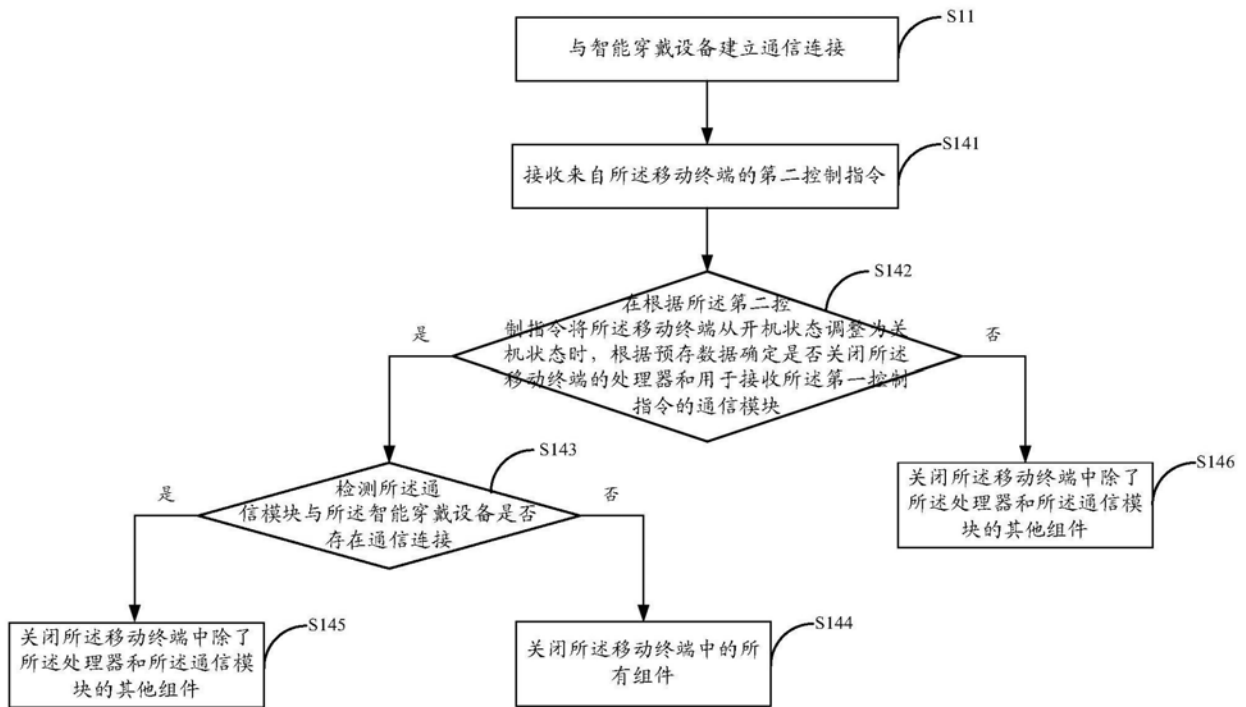 S11
与智能穿戴设备建立通信连接
S141
接收来自所述移动终端的第二控制指令
S142
在根据所述第二控
制指令将所述移动终端从开机状态调整为关
机状态时，根据预存数据确定是否关闭所述
移动终端的处理器和用于接收所述第一控制
指令的通信模块
是
否
S143
检测所述通
信模块与所述智能穿戴设备是否
存在通信连接
是
否
S146
关闭所述移动终端中除了
所述处理器和所述通信模
块的其他组件
S145
关闭所述移动终端中除了
所述处理器和所述通信模
块的其他组件
S144
关闭所述移动终端中的所
有组件